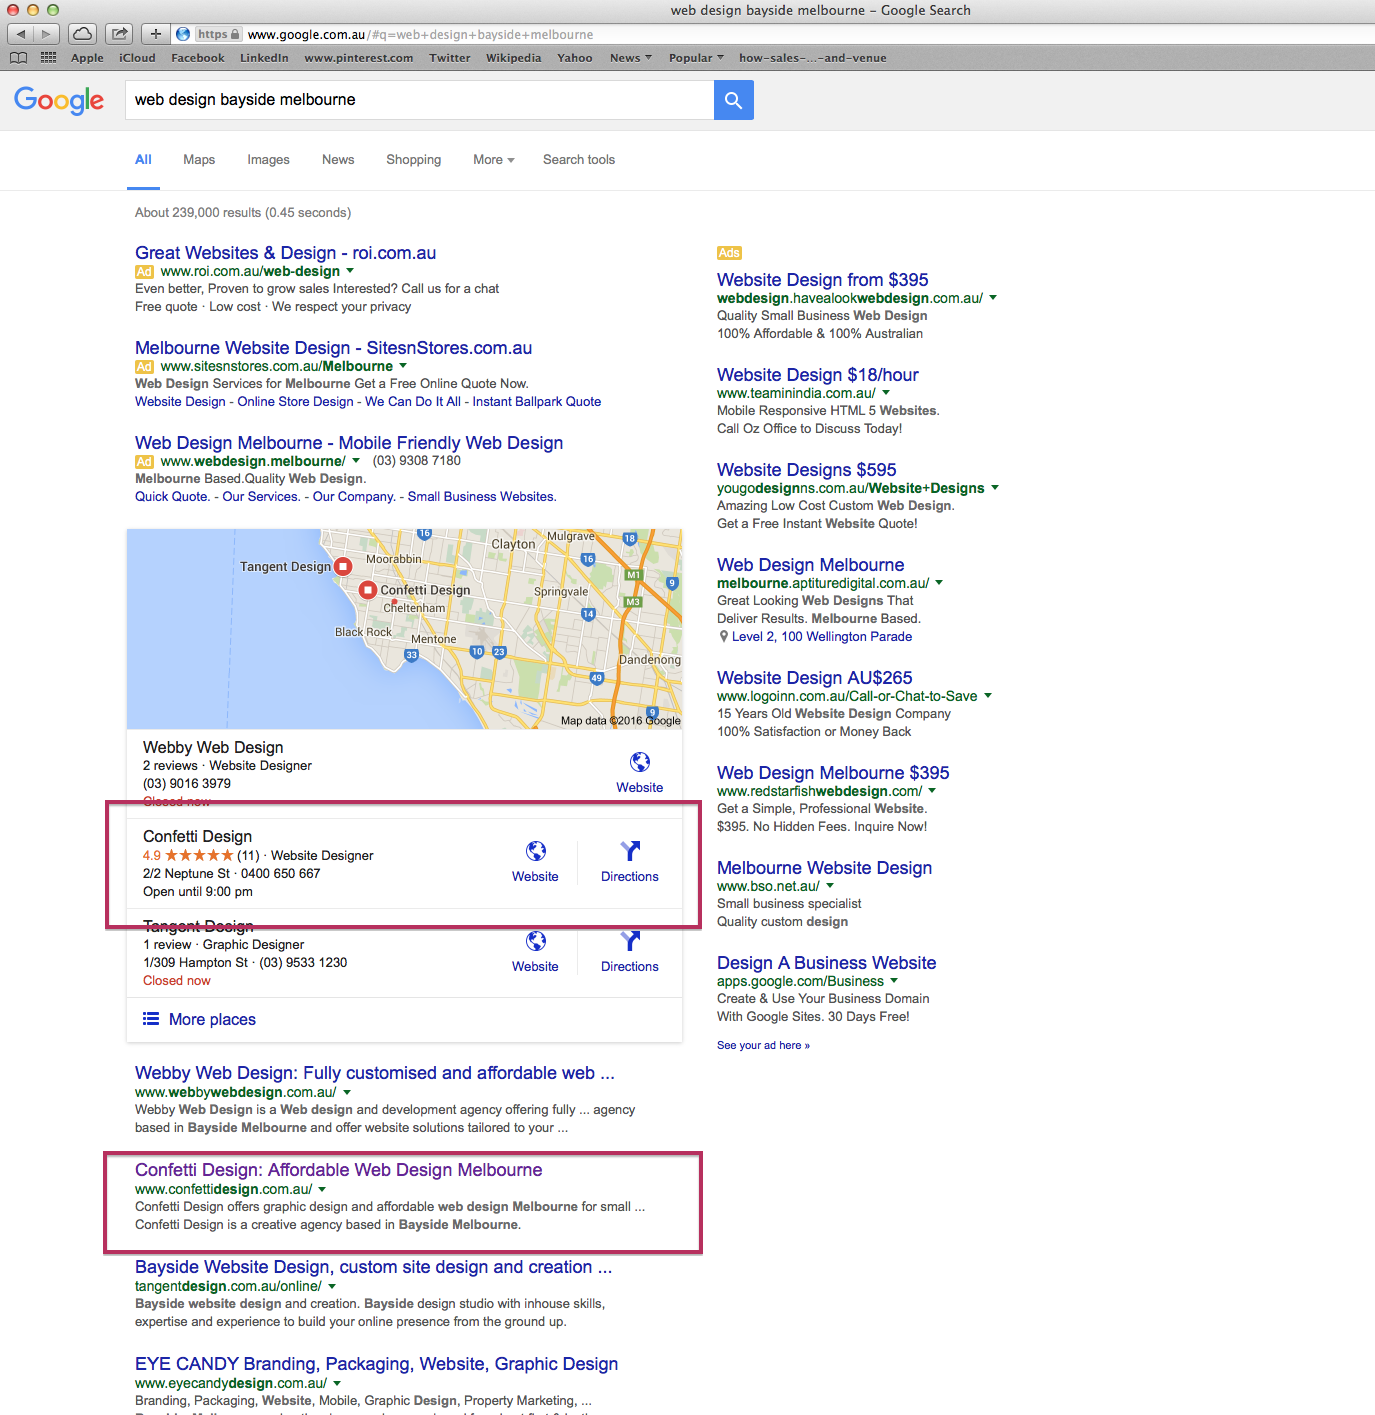 web design bayside melbourne – Google Search
https www.google.com.au/#q=web+design+bayside+melbourne
Apple iCloud Facebook LinkedIn www.pinterest.com Twitter Wikipedia Yahoo News Popular how-sales-...-and-venue
Google web design bayside melbourne
All Maps Images News Shopping More Search tools
About 239,000 results (0.45 seconds)
Great Websites & Design - roi.com.au
Ad www.roi.com.au/web-design
Even better, Proven to grow sales Interested? Call us for a chat
Free quote · Low cost · We respect your privacy
Melbourne Website Design - SitesnStores.com.au
Ad www.sitesnstores.com.au/Melbourne
Web Design Services for Melbourne Get a Free Online Quote Now.
Website Design - Online Store Design - We Can Do It All - Instant Ballpark Quote
Web Design Melbourne - Mobile Friendly Web Design
Ad www.webdesign.melbourne/ (03) 9308 7180
Melbourne Based.Quality Web Design.
Quick Quote. - Our Services. - Our Company. - Small Business Websites.
16
Clayton
Mulgrave
18
Tangent Design
Moorabbin
16
M1
9
Confetti Design
Springvale
M3
Cheltenham
14
Black Rock
Mentone
10
23
33
Dandenong
49
9
Map data ©2016 Google
Webby Web Design
2 reviews · Website Designer
(03) 9016 3979
Website
Closed now
Confetti Design
4.9 ★★★★★ (11) · Website Designer
2/2 Neptune St · 0400 650 667
Website Directions
Open until 9:00 pm
Tangent Design
1 review · Graphic Designer
1/309 Hampton St · (03) 9533 1230
Website Directions
Closed now
More places
Webby Web Design: Fully customised and affordable web ...
www.webbywebdesign.com.au/
Webby Web Design is a Web design and development agency offering fully ... agency
based in Bayside Melbourne and offer website solutions tailored to your ...
Confetti Design: Affordable Web Design Melbourne
www.confettidesign.com.au/
Confetti Design offers graphic design and affordable web design Melbourne for small ...
Confetti Design is a creative agency based in Bayside Melbourne.
Bayside Website Design, custom site design and creation ...
tangentdesign.com.au/online/
Bayside website design and creation. Bayside design studio with inhouse skills,
expertise and experience to build your online presence from the ground up.
EYE CANDY Branding, Packaging, Website, Graphic Design
www.eyecandydesign.com.au/
Branding, Packaging, Website, Mobile, Graphic Design, Property Marketing, ...
Ads
Website Design from $395
webdesign.havealookwebdesign.com.au/
Quality Small Business Web Design
100% Affordable & 100% Australian
Website Design $18/hour
www.teaminindia.com.au/
Mobile Responsive HTML 5 Websites.
Call Oz Office to Discuss Today!
Website Designs $595
yougodesignns.com.au/Website+Designs
Amazing Low Cost Custom Web Design.
Get a Free Instant Website Quote!
Web Design Melbourne
melbourne.aptituredigital.com.au/
Great Looking Web Designs That
Deliver Results. Melbourne Based.
Level 2, 100 Wellington Parade
Website Design AU$265
www.logoinn.com.au/Call-or-Chat-to-Save
15 Years Old Website Design Company
100% Satisfaction or Money Back
Web Design Melbourne $395
www.redstarfishwebdesign.com/
Get a Simple, Professional Website.
$395. No Hidden Fees. Inquire Now!
Melbourne Website Design
www.bso.net.au/
Small business specialist
Quality custom design
Design A Business Website
apps.google.com/Business
Create & Use Your Business Domain
With Google Sites. 30 Days Free!
See your ad here »